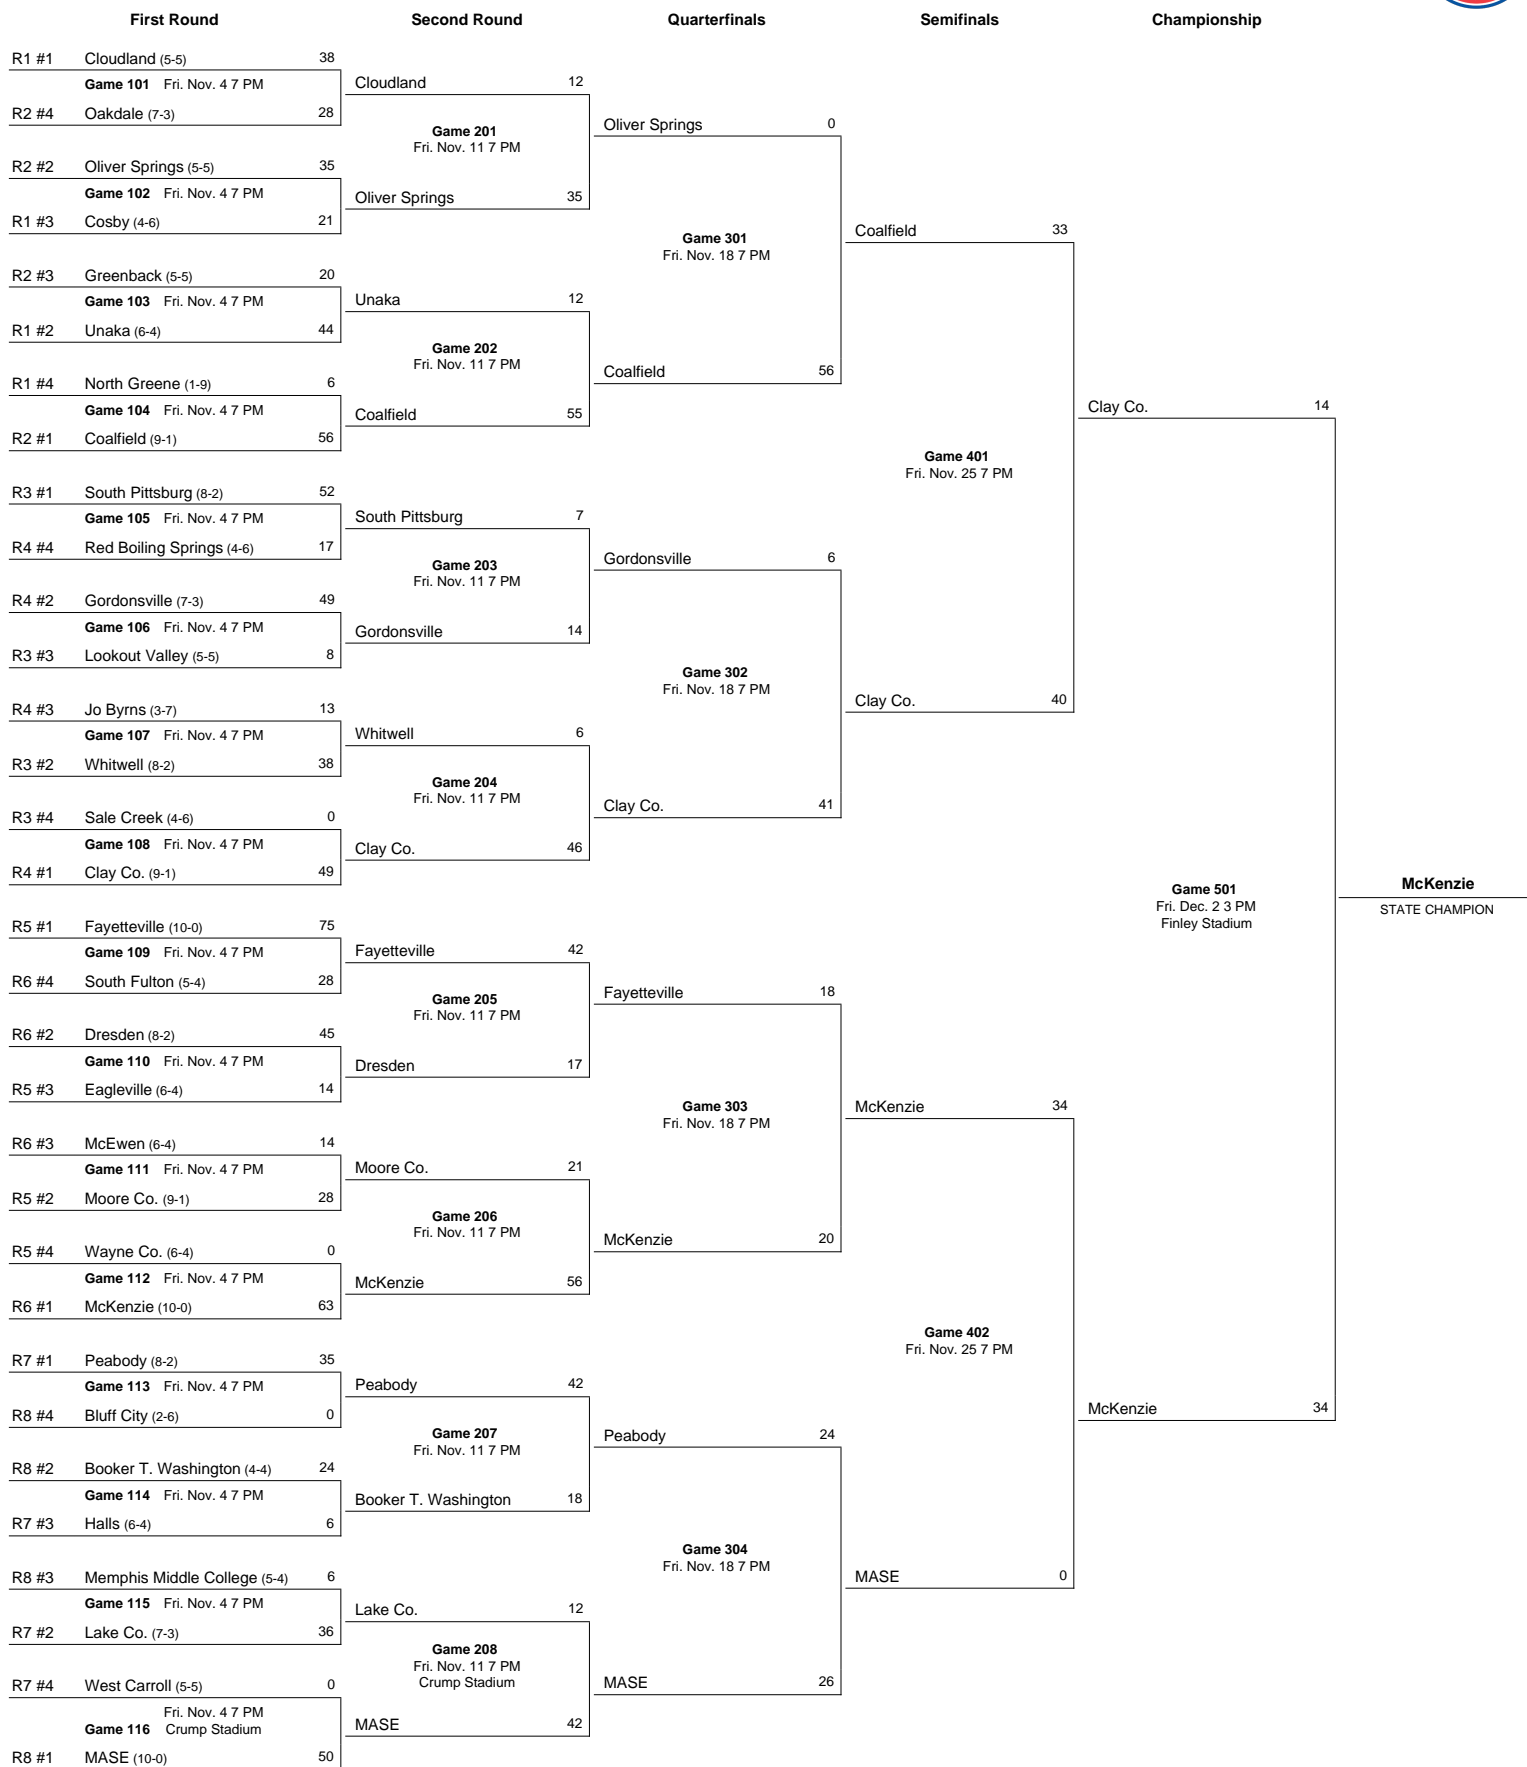 First Round Second Round Quarterfinals Semifinals Championship
R1 #1 Cloudland (5-5) 38
Game 101 Fri. Nov. 4 7 PM
R2 #4 Oakdale (7-3) 28
R2 #2 Oliver Springs (5-5) 35
Game 102 Fri. Nov. 4 7 PM
R1 #3 Cosby (4-6) 21
R2 #3 Greenback (5-5) 20
Game 103 Fri. Nov. 4 7 PM
R1 #2 Unaka (6-4) 44
R1 #4 North Greene (1-9) 6
Game 104 Fri. Nov. 4 7 PM
R2 #1 Coalfield (9-1) 56
R3 #1 South Pittsburg (8-2) 52
Game 105 Fri. Nov. 4 7 PM
R4 #4 Red Boiling Springs (4-6) 17
R4 #2 Gordonsville (7-3) 49
Game 106 Fri. Nov. 4 7 PM
R3 #3 Lookout Valley (5-5) 8
R4 #3 Jo Byrns (3-7) 13
Game 107 Fri. Nov. 4 7 PM
R3 #2 Whitwell (8-2) 38
R3 #4 Sale Creek (4-6) 0
Game 108 Fri. Nov. 4 7 PM
R4 #1 Clay Co. (9-1) 49
R5 #1 Fayetteville (10-0) 75
Game 109 Fri. Nov. 4 7 PM
R6 #4 South Fulton (5-4) 28
R6 #2 Dresden (8-2) 45
Game 110 Fri. Nov. 4 7 PM
R5 #3 Eagleville (6-4) 14
R6 #3 McEwen (6-4) 14
Game 111 Fri. Nov. 4 7 PM
R5 #2 Moore Co. (9-1) 28
R5 #4 Wayne Co. (6-4) 0
Game 112 Fri. Nov. 4 7 PM
R6 #1 McKenzie (10-0) 63
R7 #1 Peabody (8-2) 35
Game 113 Fri. Nov. 4 7 PM
R8 #4 Bluff City (2-6) 0
R8 #2 Booker T. Washington (4-4) 24
Game 114 Fri. Nov. 4 7 PM
R7 #3 Halls (6-4) 6
R8 #3 Memphis Middle College (5-4) 6
Game 115 Fri. Nov. 4 7 PM
R7 #2 Lake Co. (7-3) 36
R7 #4 West Carroll (5-5) 0
Fri. Nov. 4 7 PM
Game 116 Crump Stadium
R8 #1 MASE (10-0) 50
Cloudland 12
Game 201
Fri. Nov. 11 7 PM
Oliver Springs 35
Unaka 12
Game 202
Fri. Nov. 11 7 PM
Coalfield 55
South Pittsburg 7
Game 203
Fri. Nov. 11 7 PM
Gordonsville 14
Whitwell 6
Game 204
Fri. Nov. 11 7 PM
Clay Co. 46
Fayetteville 42
Game 205
Fri. Nov. 11 7 PM
Dresden 17
Moore Co. 21
Game 206
Fri. Nov. 11 7 PM
McKenzie 56
Peabody 42
Game 207
Fri. Nov. 11 7 PM
Booker T. Washington 18
Lake Co. 12
Game 208
Fri. Nov. 11 7 PM
Crump Stadium
MASE 42
Oliver Springs 0
Game 301
Fri. Nov. 18 7 PM
Coalfield 56
Gordonsville 6
Game 302
Fri. Nov. 18 7 PM
Clay Co. 41
Fayetteville 18
Game 303
Fri. Nov. 18 7 PM
McKenzie 20
Peabody 24
Game 304
Fri. Nov. 18 7 PM
MASE 26
Coalfield 33
Game 401
Fri. Nov. 25 7 PM
Clay Co. 40
McKenzie 34
Game 402
Fri. Nov. 25 7 PM
MASE 0
Clay Co. 14
Game 501
Fri. Dec. 2 3 PM
Finley Stadium
McKenzie 34
McKenzie
STATE CHAMPION